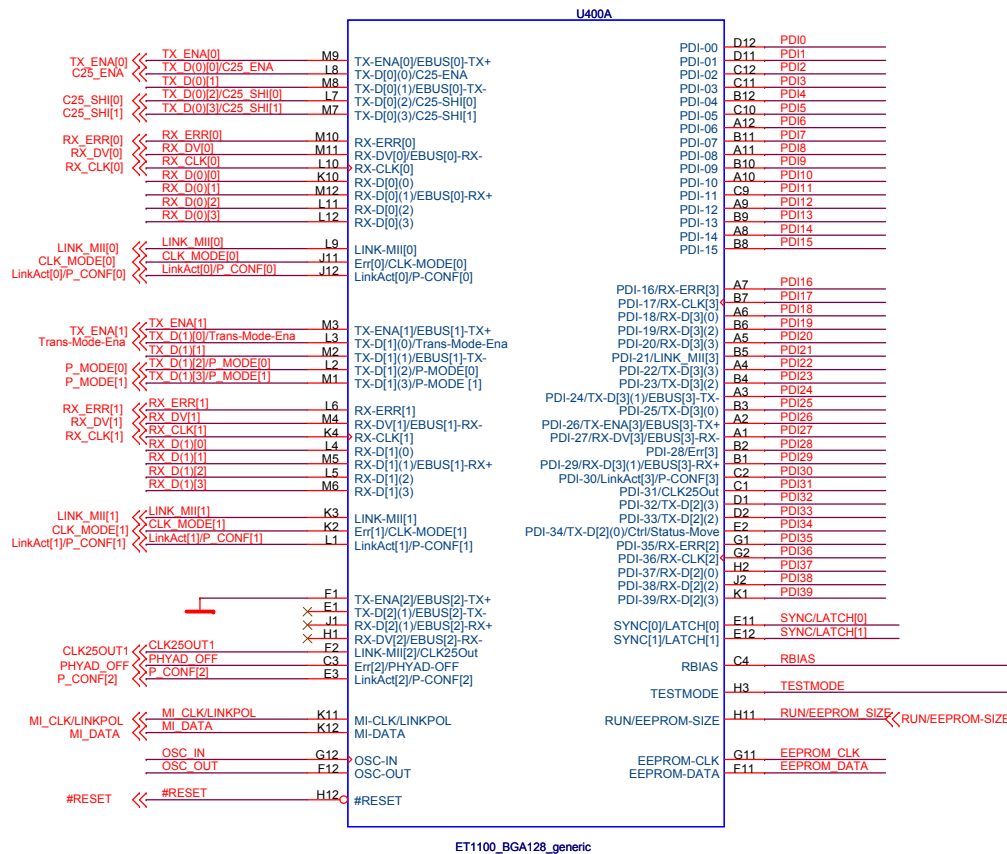 U400A
TX_ENA[0] TX_ENA[0] M9 TX-ENA[0]/EBUS[0]-TX+
C25_ENA TX_D(0)[0]/C25_ENA L8 TX-D[0](0)/C25-ENA
TX_D(0)[1] M8 TX-D[0](1)/EBUS[0]-TX-
C25_SHI[0] TX_D(0)[2]/C25_SHI[0] L7 TX-D[0](2)/C25-SHI[0]
C25_SHI[1] TX_D(0)[3]/C25_SHI[1] M7 TX-D[0](3)/C25-SHI[1]
RX_ERR[0] RX_ERR[0] M10 RX-ERR[0]
RX_DV[0] RX_DV[0] M11 RX-DV[0]/EBUS[0]-RX-
RX_CLK[0] RX_CLK[0] L10 RX-CLK[0]
RX_D(0)[0] K10 RX-D[0](0)
RX_D(0)[1] M12 RX-D[0](1)/EBUS[0]-RX+
RX_D(0)[2] L11 RX-D[0](2)
RX_D(0)[3] L12 RX-D[0](3)
LINK_MII[0] LINK_MII[0] L9 LINK-MII[0]
CLK_MODE[0] CLK_MODE[0] J11 Err[0]/CLK-MODE[0]
LinkAct[0]/P_CONF[0] LinkAct[0]/P_CONF[0] J12 LinkAct[0]/P-CONF[0]
TX_ENA[1] TX_ENA[1] M3 TX-ENA[1]/EBUS[1]-TX+
Trans-Mode-Ena TX_D(1)[0]/Trans-Mode-Ena L3 TX-D[1](0)/Trans-Mode-Ena
TX_D(1)[1] M2 TX-D[1](1)/EBUS[1]-TX-
P_MODE[0] TX_D(1)[2]/P_MODE[0] L2 TX-D[1](2)/P-MODE[0]
P_MODE[1] TX_D(1)[3]/P_MODE[1] M1 TX-D[1](3)/P-MODE [1]
RX_ERR[1] RX_ERR[1] L6 RX-ERR[1]
RX_DV[1] RX_DV[1] M4 RX-DV[1]/EBUS[1]-RX-
RX_CLK[1] RX_CLK[1] K4 RX-CLK[1]
RX_D(1)[0] L4 RX-D[1](0)
RX_D(1)[1] M5 RX-D[1](1)/EBUS[1]-RX+
RX_D(1)[2] L5 RX-D[1](2)
RX_D(1)[3] M6 RX-D[1](3)
LINK_MII[1] LINK_MII[1] K3 LINK-MII[1]
CLK_MODE[1] CLK_MODE[1] K2 Err[1]/CLK-MODE[1]
LinkAct[1]/P_CONF[1] LinkAct[1]/P_CONF[1] L1 LinkAct[1]/P-CONF[1]
F1 TX-ENA[2]/EBUS[2]-TX+
E1 TX-D[2](1)/EBUS[2]-TX-
J1 RX-D[2](1)/EBUS[2]-RX+
H1 RX-DV[2]/EBUS[2]-RX-
CLK25OUT1 CLK25OUT1 F2 LINK-MII[2]/CLK25Out
PHYAD_OFF PHYAD_OFF C3 Err[2]/PHYAD-OFF
P_CONF[2] P_CONF[2] E3 LinkAct[2]/P-CONF[2]
MI_CLK/LINKPOL MI_CLK/LINKPOL K11 MI-CLK/LINKPOL
MI_DATA MI_DATA K12 MI-DATA
OSC_IN G12 OSC-IN
OSC_OUT F12 OSC-OUT
#RESET #RESET H12 #RESET
PDI-00 D12 PDI0
PDI-01 D11 PDI1
PDI-02 C12 PDI2
PDI-03 C11 PDI3
PDI-04 B12 PDI4
PDI-05 C10 PDI5
PDI-06 A12 PDI6
PDI-07 B11 PDI7
PDI-08 A11 PDI8
PDI-09 B10 PDI9
PDI-10 A10 PDI10
PDI-11 C9 PDI11
PDI-12 A9 PDI12
PDI-13 B9 PDI13
PDI-14 A8 PDI14
PDI-15 B8 PDI15
PDI-16/RX-ERR[3] A7 PDI16
PDI-17/RX-CLK[3] B7 PDI17
PDI-18/RX-D[3](0) A6 PDI18
PDI-19/RX-D[3](2) B6 PDI19
PDI-20/RX-D[3](3) A5 PDI20
PDI-21/LINK_MII[3] B5 PDI21
PDI-22/TX-D[3](3) A4 PDI22
PDI-23/TX-D[3](2) B4 PDI23
PDI-24/TX-D[3](1)/EBUS[3]-TX- A3 PDI24
PDI-25/TX-D[3](0) B3 PDI25
PDI-26/TX-ENA[3]/EBUS[3]-TX+ A2 PDI26
PDI-27/RX-DV[3]/EBUS[3]-RX- A1 PDI27
PDI-28/Err[3] B2 PDI28
PDI-29/RX-D[3](1)/EBUS[3]-RX+ B1 PDI29
PDI-30/LinkAct[3]/P-CONF[3] C2 PDI30
PDI-31/CLK25Out C1 PDI31
PDI-32/TX-D[2](3) D1 PDI32
PDI-33/TX-D[2](2) D2 PDI33
PDI-34/TX-D[2](0)/Ctrl/Status-Move E2 PDI34
PDI-35/RX-ERR[2] G1 PDI35
PDI-36/RX-CLK[2] G2 PDI36
PDI-37/RX-D[2](0) H2 PDI37
PDI-38/RX-D[2](2) J2 PDI38
PDI-39/RX-D[2](3) K1 PDI39
SYNC[0]/LATCH[0] E11 SYNC/LATCH[0]
SYNC[1]/LATCH[1] E12 SYNC/LATCH[1]
RBIAS C4 RBIAS
TESTMODE H3 TESTMODE
RUN/EEPROM-SIZE H11 RUN/EEPROM_SIZE RUN/EEPROM-SIZE
EEPROM-CLK G11 EEPROM_CLK
EEPROM-DATA F11 EEPROM_DATA
ET1100_BGA128_generic